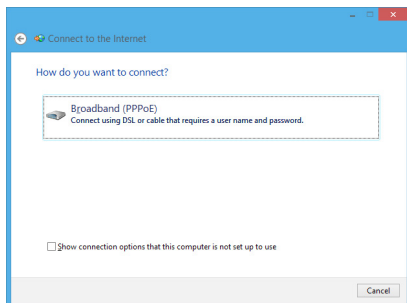 Connect to the Internet
How do you want to connect?
Broadband (PPPoE)
Connect using DSL or cable that requires a user name and password.
Show connection options that this computer is not set up to use
Cancel